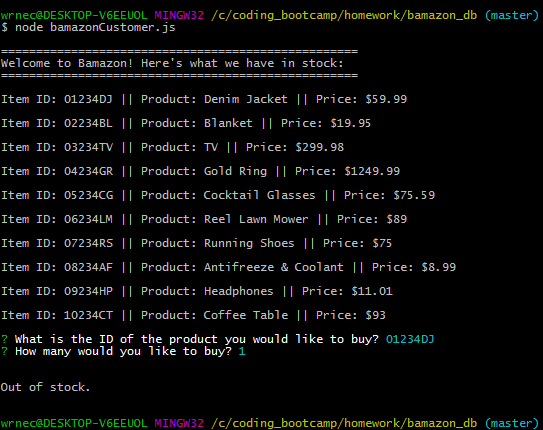 wrnec@DESKTOP-V6EEUOL MINGW32 /c/coding_bootcamp/homework/bamazon_db (master)
$ node bamazonCustomer.js
===================================================
Welcome to Bamazon! Here's what we have in stock:
===================================================
Item ID: 01234DJ || Product: Denim Jacket || Price: $59.99
Item ID: 02234BL || Product: Blanket || Price: $19.95
Item ID: 03234TV || Product: TV || Price: $299.98
Item ID: 04234GR || Product: Gold Ring || Price: $1249.99
Item ID: 05234CG || Product: Cocktail Glasses || Price: $75.59
Item ID: 06234LM || Product: Reel Lawn Mower || Price: $89
Item ID: 07234RS || Product: Running Shoes || Price: $75
Item ID: 08234AF || Product: Antifreeze & Coolant || Price: $8.99
Item ID: 09234HP || Product: Headphones || Price: $11.01
Item ID: 10234CT || Product: Coffee Table || Price: $93
? What is the ID of the product you would like to buy? 01234DJ
? How many would you like to buy? 1
Out of stock.
wrnec@DESKTOP-V6EEUOL MINGW32 /c/coding_bootcamp/homework/bamazon_db (master)